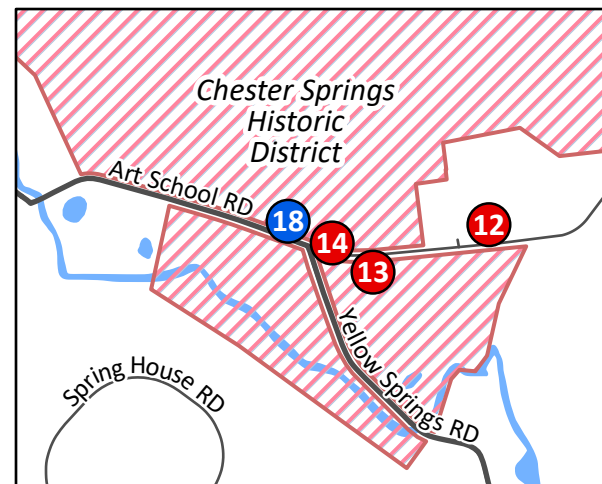 Chester Springs
Historic
District
Art School RD
18
14
12
13
Yellow Springs RD
Spring House RD